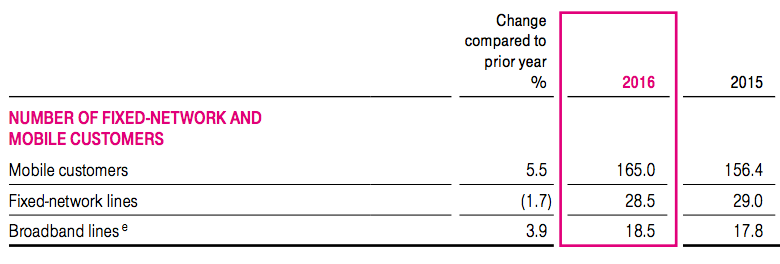 Change
compared to
prior year
% 2016 2015
NUMBER OF FIXED-NETWORK AND
MOBILE CUSTOMERS
Mobile customers 5.5 165.0 156.4
Fixed-network lines (1.7) 28.5 29.0
Broadband lines e 3.9 18.5 17.8